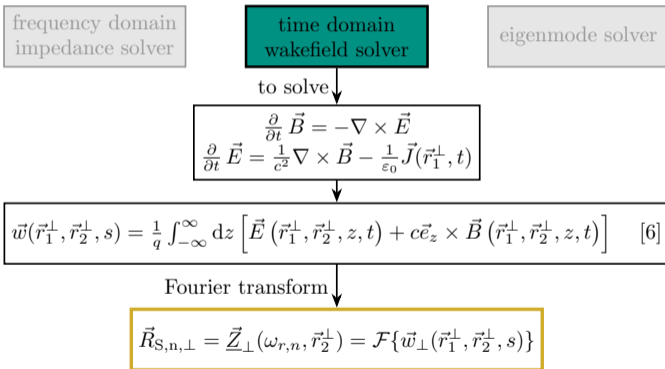 frequency domain
impedance solver
time domain
wakefield solver
eigenmode solver
to solve
∂/∂t B⃗ = −∇ × E⃗
∂/∂t E⃗ = 1/c² ∇ × B⃗ − 1/ε₀ J⃗(r⃗₁^⊥, t)
w⃗(r⃗₁^⊥, r⃗₂^⊥, s) = 1/q ∫_{−∞}^{∞} dz [E⃗ (r⃗₁^⊥, r⃗₂^⊥, z, t) + ce⃗_z × B⃗ (r⃗₁^⊥, r⃗₂^⊥, z, t)] [6]
Fourier transform
R⃗_{S,n,⊥} = Z̲⃗_⊥(ω_{r,n}, r⃗₂^⊥) = ℱ{w⃗_⊥(r⃗₁^⊥, r⃗₂^⊥, s)}